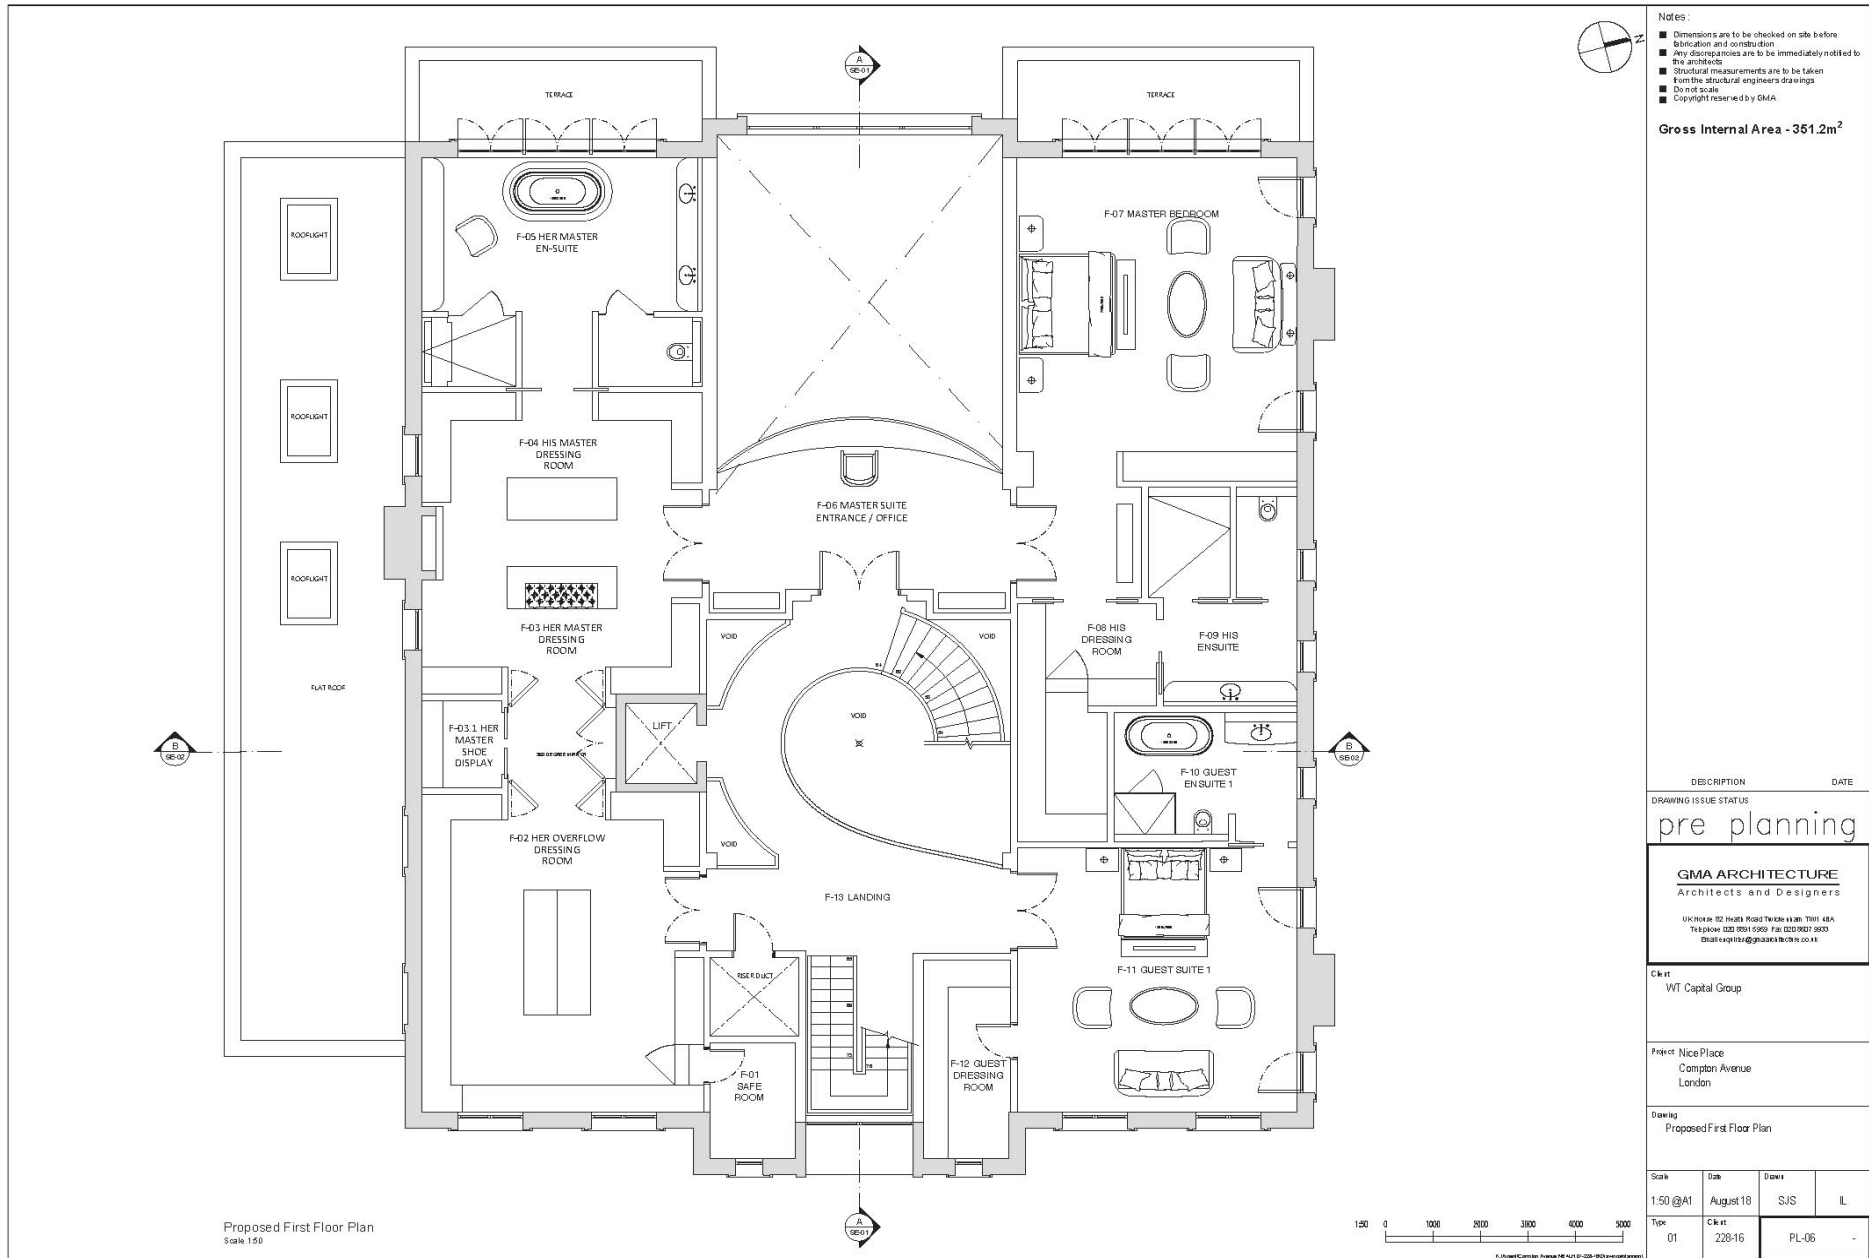 Notes :
Dimensions are to be checked on site before
fabrication and construction
Any discrepancies are to be immediately notified to
the architects
Structural measurements are to be taken
from the structural engineers drawings
Do not scale
Copyright reserved by GMA
Gross Internal Area - 351.2m²
N
A
SE-01
TERRACE
TERRACE
ROOFLIGHT
F-05 HER MASTER
EN-SUITE
F-07 MASTER BEDROOM
ROOFLIGHT
F-04 HIS MASTER
DRESSING
ROOM
F-06 MASTER SUITE
ENTRANCE / OFFICE
ROOFLIGHT
F-03 HER MASTER
DRESSING
ROOM
VOID
VOID
F-08 HIS
DRESSING
ROOM
F-09 HIS
ENSUITE
FLAT ROOF
F-03.1 HER
MASTER
SHOE
DISPLAY
LIFT
VOID
B
SE-02
B
SE-02
F-10 GUEST
ENSUITE 1
F-02 HER OVERFLOW
DRESSING
ROOM
VOID
F-13 LANDING
RISER DUCT
F-11 GUEST SUITE 1
F-01
SAFE
ROOM
F-12 GUEST
DRESSING
ROOM
A
SE-01
Proposed First Floor Plan
Scale 1:50
1:50 0 1000 2000 3000 4000 5000
DESCRIPTION DATE
DRAWING ISSUE STATUS
pre planning
GMA ARCHITECTURE
Architects and Designers
Client
WT Capital Group
Project
Nice Place
Compton Avenue
London
Drawing
Proposed First Floor Plan
Scale Date Drawn
1:50 @A1 August 18 SJS IL
Type Client
01 228-16 PL-06 -